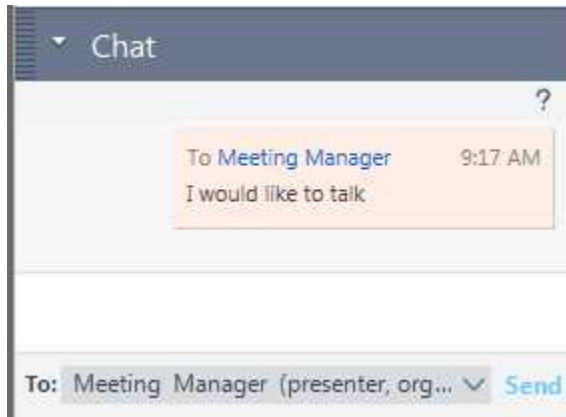 Chat
?
To Meeting Manager 9:17 AM
I would like to talk
To: Meeting Manager (presenter, org... Send